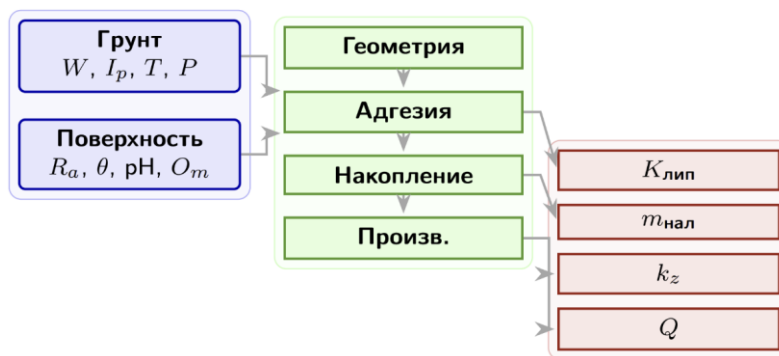 Грунт
W, I_p, T, P
Поверхность
R_a, θ, pH, O_m
Геометрия
Адгезия
Накопление
Произв.
K_лип
m_нал
k_z
Q